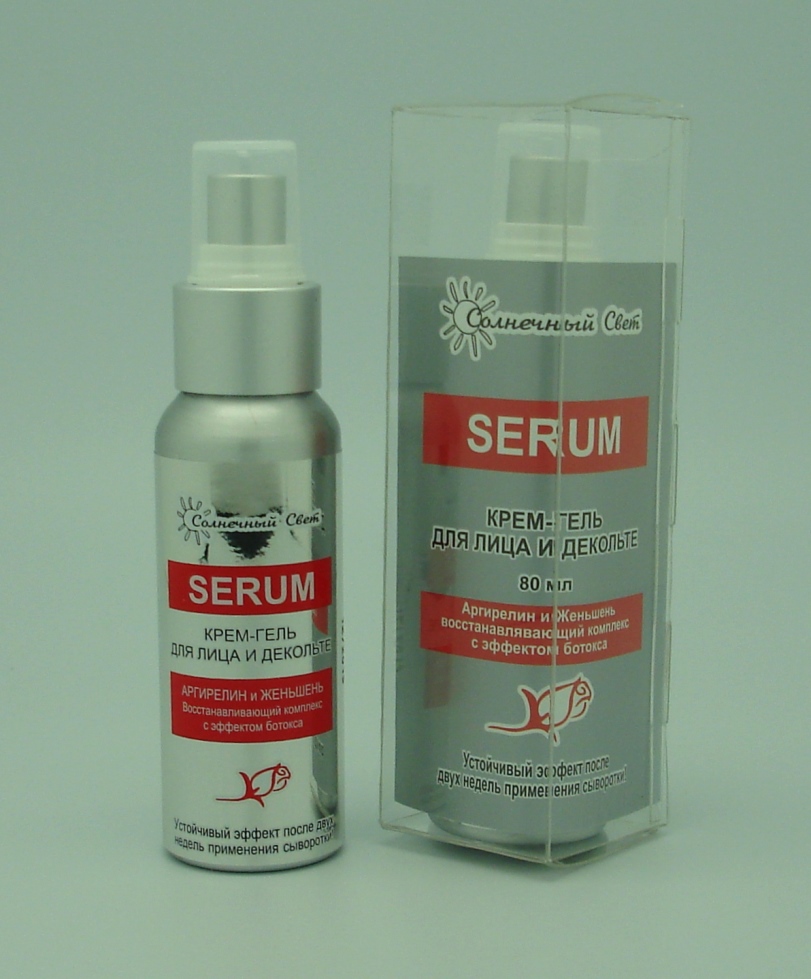 Солнечный Свет
SERUM
КРЕМ-ГЕЛЬ
ДЛЯ ЛИЦА И ДЕКОЛЬТЕ
АРГИРЕЛИН и ЖЕНЬШЕНЬ
Восстанавливающий комплекс
с эффектом ботокса
Устойчивый эффект после двух
недель применения сыворотки
Солнечный Свет
SERUM
КРЕМ-ГЕЛЬ
ДЛЯ ЛИЦА И ДЕКОЛЬТЕ
80 мл
Аргирелин и Женьшень
восстанавливающий комплекс
с эффектом ботокса
Устойчивый эффект после
двух недель применения сыворотки